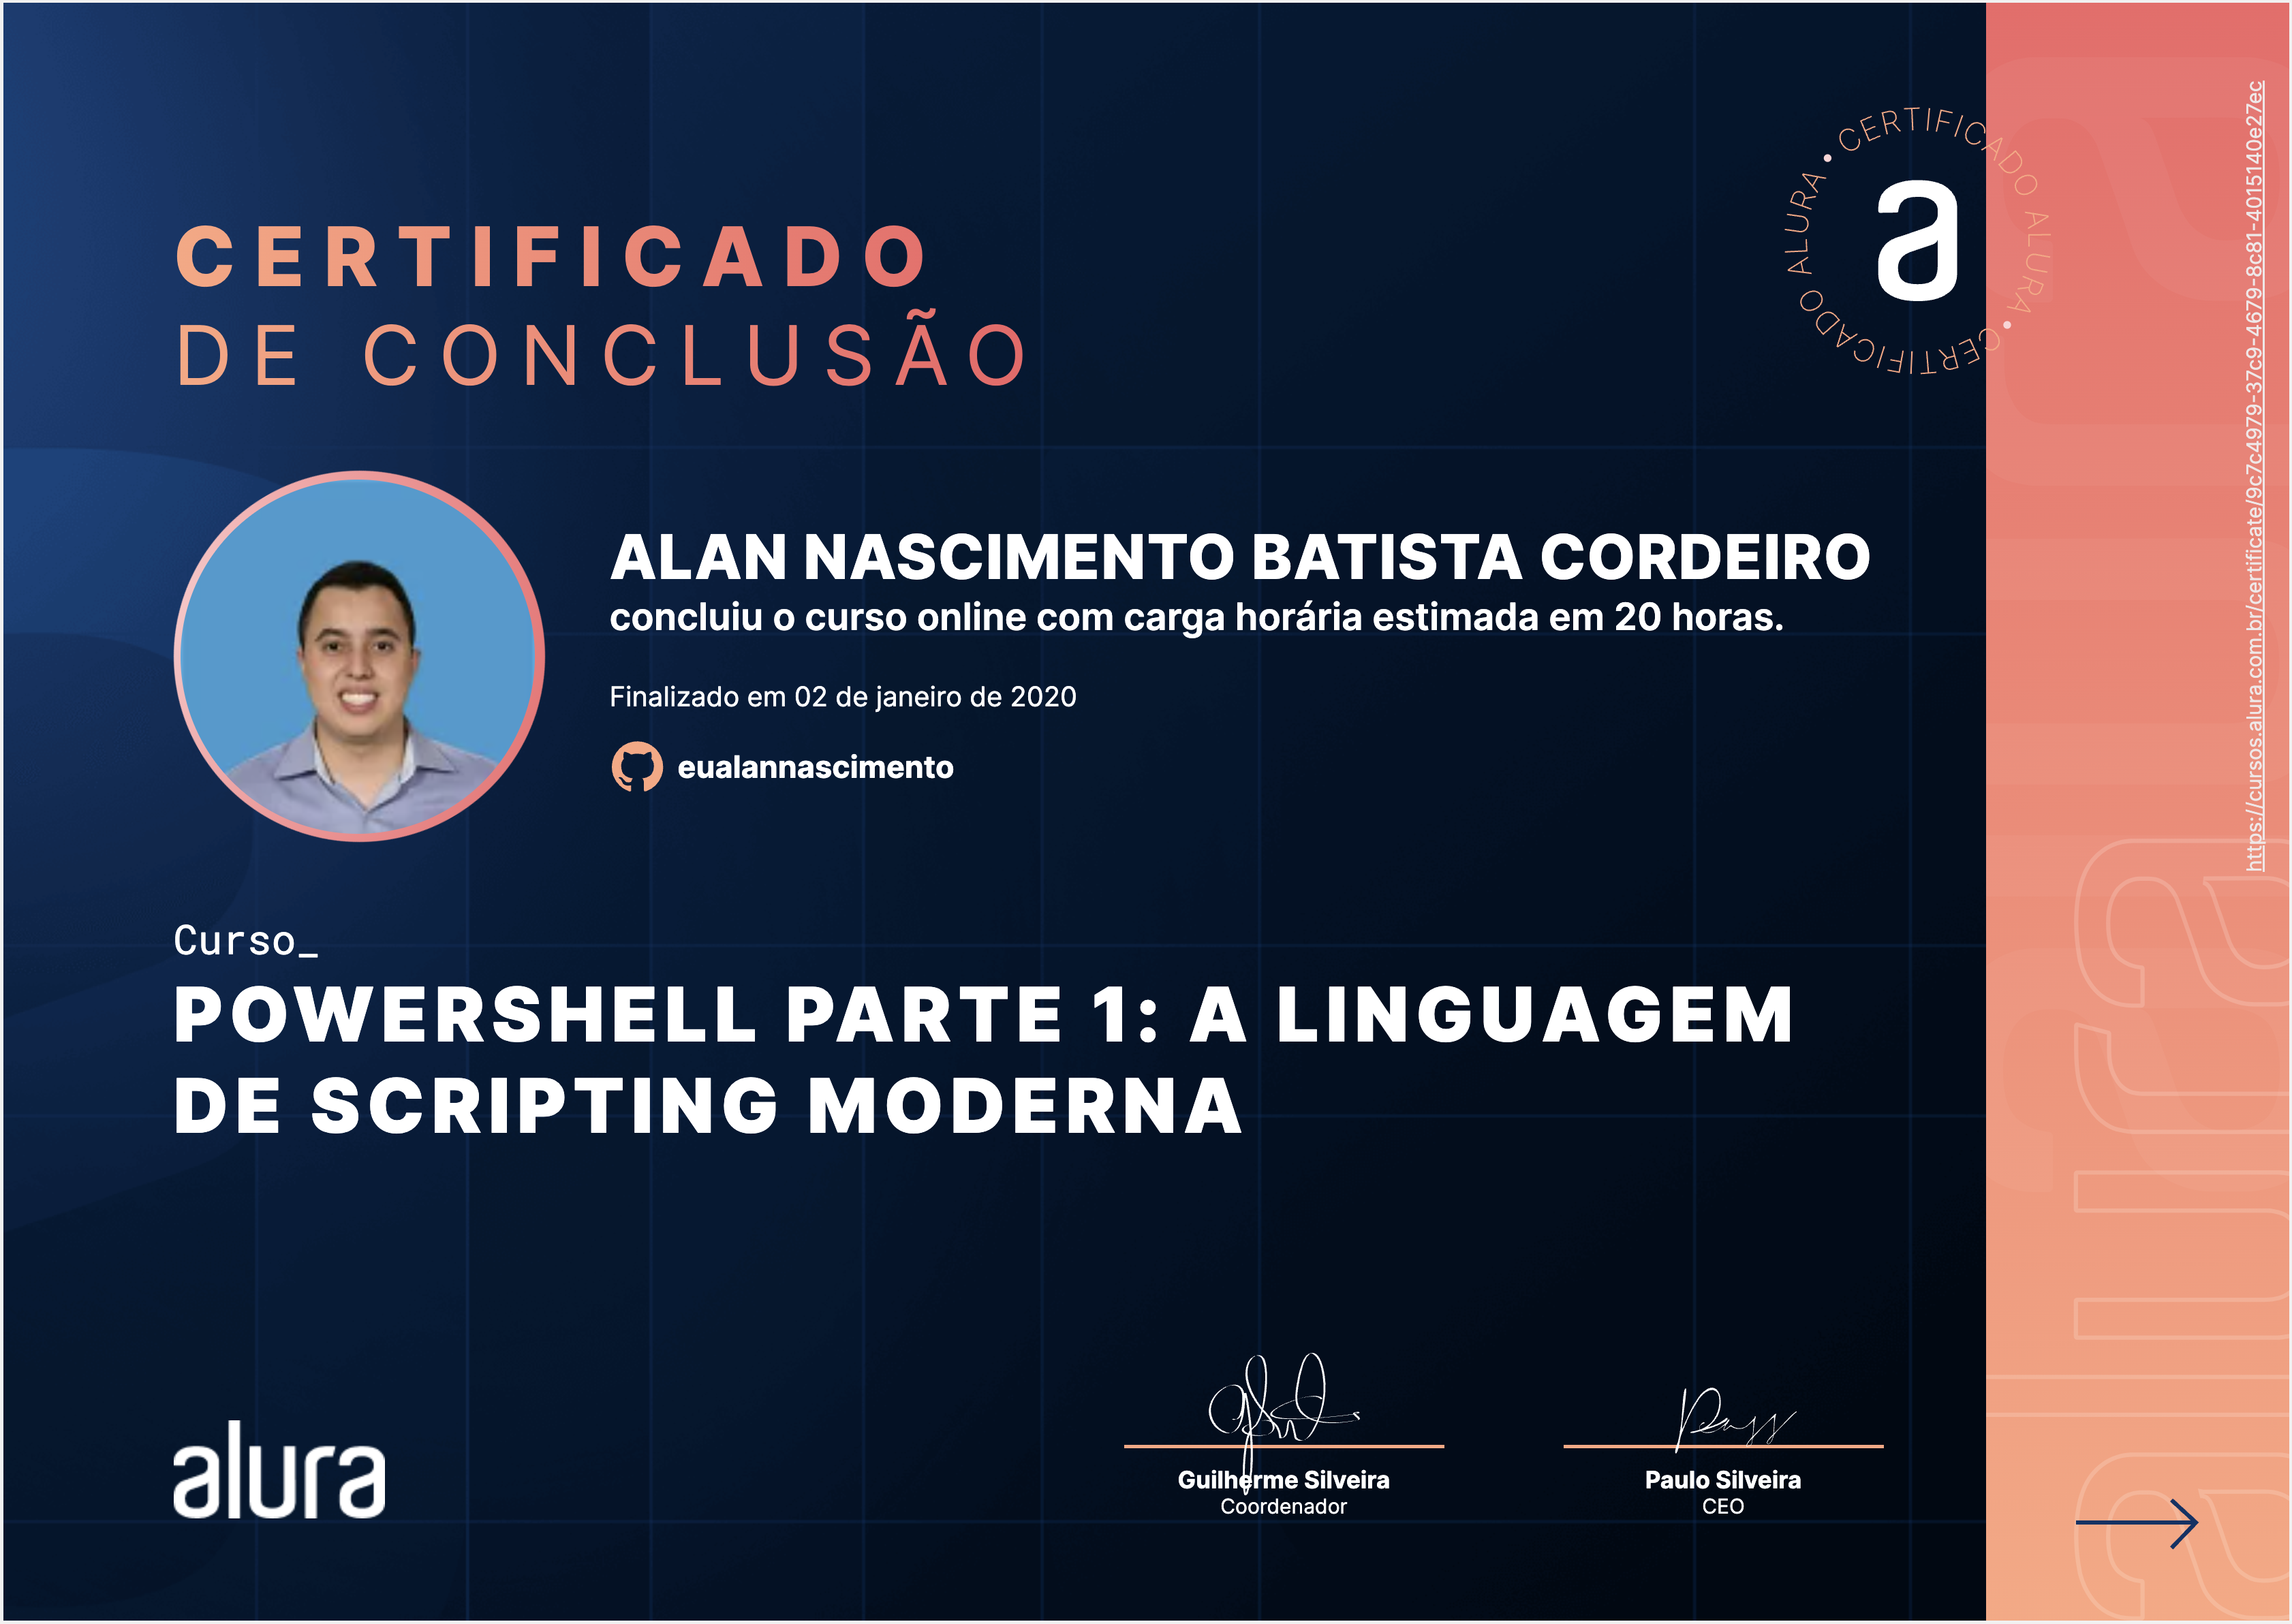 CERTIFICADO
DE CONCLUSÃO
CERTIFICADO ALURA • CERTIFICADO ALURA •
a
https://cursos.alura.com.br/certificate/9c7c4979-37c9-4679-8c81-4015140e27ec
ALAN NASCIMENTO BATISTA CORDEIRO
concluiu o curso online com carga horária estimada em 20 horas.
Finalizado em 02 de janeiro de 2020
eualannascimento
Curso_
POWERSHELL PARTE 1: A LINGUAGEM
DE SCRIPTING MODERNA
alura
Guilherme Silveira
Coordenador
Paulo Silveira
CEO
alura